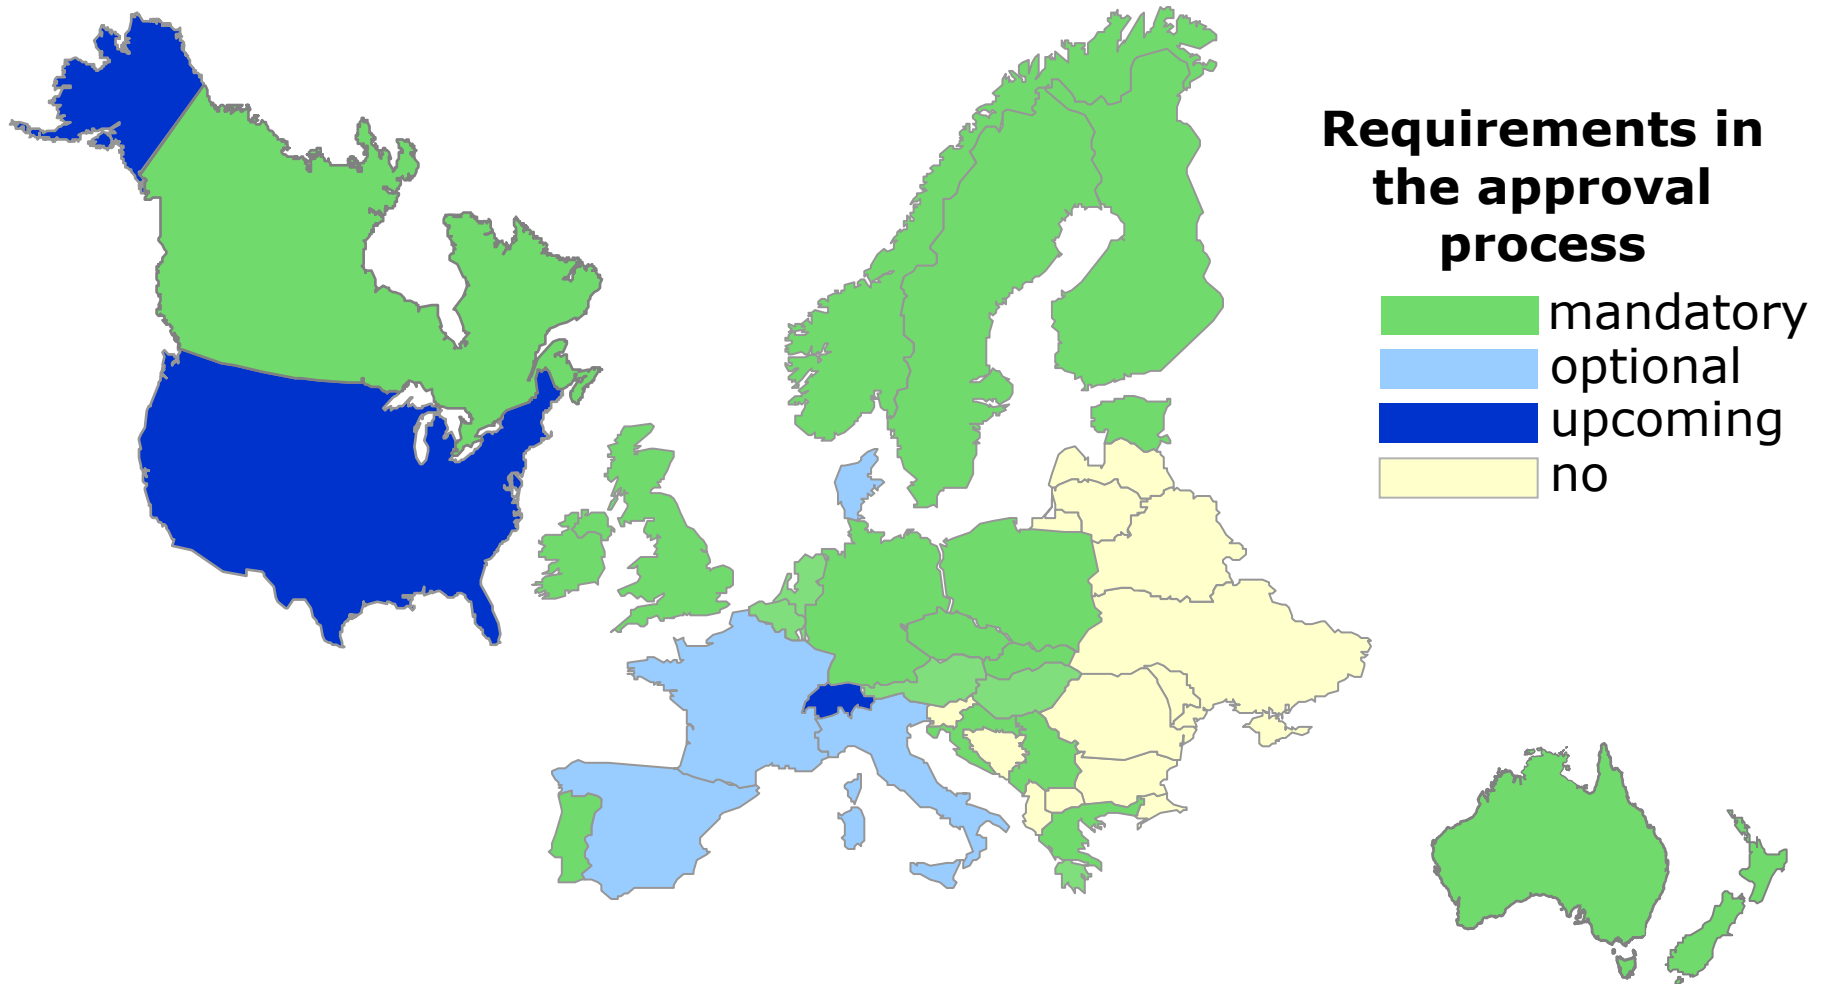 Requirements in
the approval
process
mandatory
optional
upcoming
no